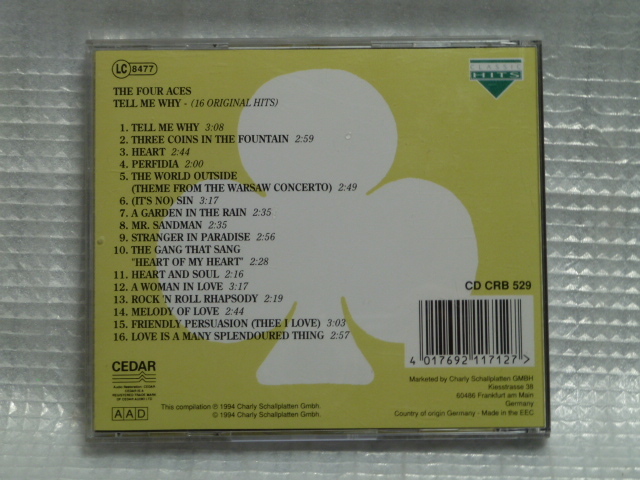 LC 8477
CLASSIC
HITS
THE FOUR ACES
TELL ME WHY - (16 ORIGINAL HITS)
1. TELL ME WHY 3:08
2. THREE COINS IN THE FOUNTAIN 2:59
3. HEART 2:44
4. PERFIDIA 2:00
5. THE WORLD OUTSIDE
(THEME FROM THE WARSAW CONCERTO) 2:49
6. (IT'S NO) SIN 3:17
7. A GARDEN IN THE RAIN 2:35
8. MR. SANDMAN 2:35
9. STRANGER IN PARADISE 2:56
10. THE GANG THAT SANG
"HEART OF MY HEART" 2:28
11. HEART AND SOUL 2:16
12. A WOMAN IN LOVE 3:17
13. ROCK 'N ROLL RHAPSODY 2:19
14. MELODY OF LOVE 2:44
15. FRIENDLY PERSUASION (THEE I LOVE) 3:03
16. LOVE IS A MANY SPLENDOURED THING 2:57
CD CRB 529
4 017692 117127 >
CEDAR
AAD
This compilation ℗ 1994 Charly Schallplatten Gmbh.
© 1994 Charly Schallplatten Gmbh.
Marketed by Charly Schallplatten GMBH
Kiesstrasse 38
60486 Frankfurt am Main
Germany
Country of origin Germany - Made in the EEC